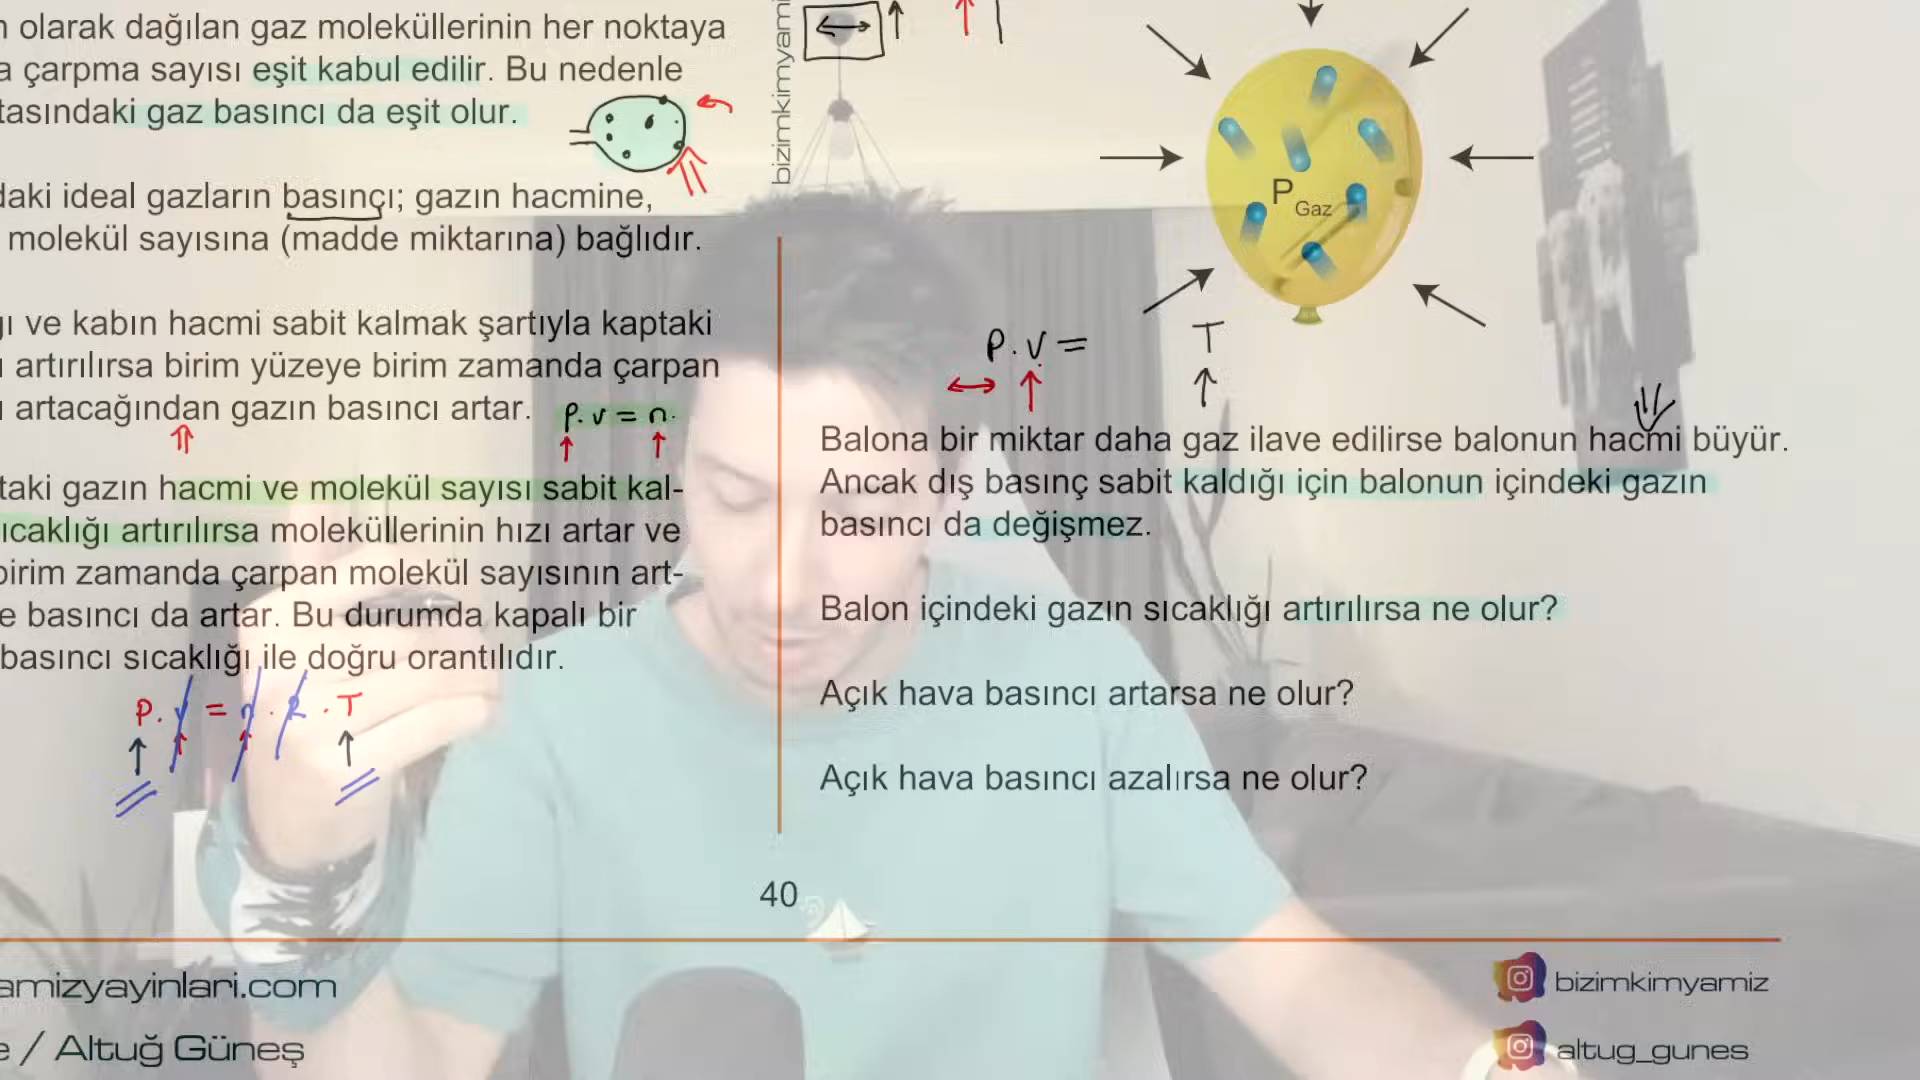 olarak dağılan gaz moleküllerinin her noktaya
çarpma sayısı eşit kabul edilir. Bu nedenle
tasındaki gaz basıncı da eşit olur.
daki ideal gazların basınçı; gazın hacmine,
molekül sayısına (madde miktarına) bağlıdır.
ve kabın hacmi sabit kalmak şartıyla kaptaki
artırılırsa birim yüzeye birim zamanda çarpan
artacağından gazın basıncı artar.
P.v = n.
taki gazın hacmi ve molekül sayısı sabit kal-
ıcaklığı artırılırsa moleküllerinin hızı artar ve
birim zamanda çarpan molekül sayısının art-
e basıncı da artar. Bu durumda kapalı bir
basıncı sıcaklığı ile doğru orantılıdır.
P.V = n.R.T
bizimkyami
P Gaz
P.V = T
Balona bir miktar daha gaz ilave edilirse balonun hacmi büyür.
Ancak dış basınç sabit kaldığı için balonun içindeki gazın
basıncı da değişmez.
Balon içindeki gazın sıcaklığı artırılırsa ne olur?
Açık hava basıncı artarsa ne olur?
Açık hava basıncı azalırsa ne olur?
40
amizyayinlari.com
e / Altuğ Güneş
bizimkimyamiz
altug_gunes